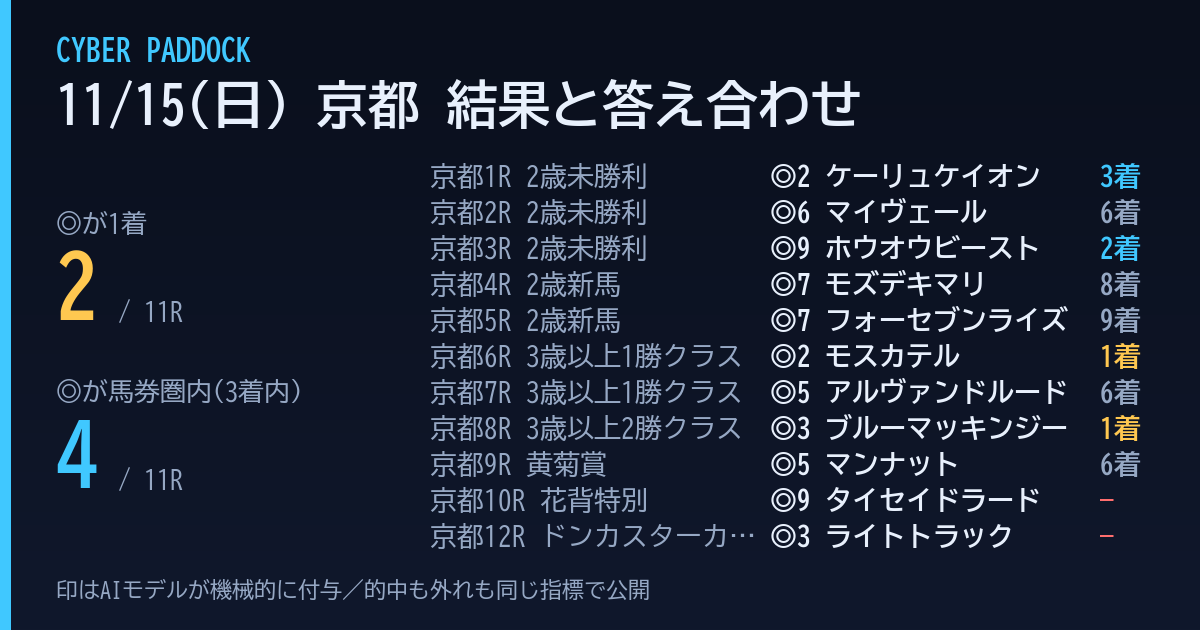 CYBER PADDOCK
11/15(日) 京都 結果と答え合わせ
◎が1着
2 / 11R
◎が馬券圏内(3着内)
4 / 11R
京都1R 2歳未勝利 ◎2 ケーリュケイオン 3着
京都2R 2歳未勝利 ◎6 マイヴェール 6着
京都3R 2歳未勝利 ◎9 ホウオウビースト 2着
京都4R 2歳新馬 ◎7 モズデキマリ 8着
京都5R 2歳新馬 ◎7 フォーセブンライズ 9着
京都6R 3歳以上1勝クラス ◎2 モスカテル 1着
京都7R 3歳以上1勝クラス ◎5 アルヴァンドルード 6着
京都8R 3歳以上2勝クラス ◎3 ブルーマッキンジー 1着
京都9R 黄菊賞 ◎5 マンナット 6着
京都10R 花背特別 ◎9 タイセイドラード –
京都12R ドンカスターカ… ◎3 ライトトラック –
印はAIモデルが機械的に付与／的中も外れも同じ指標で公開